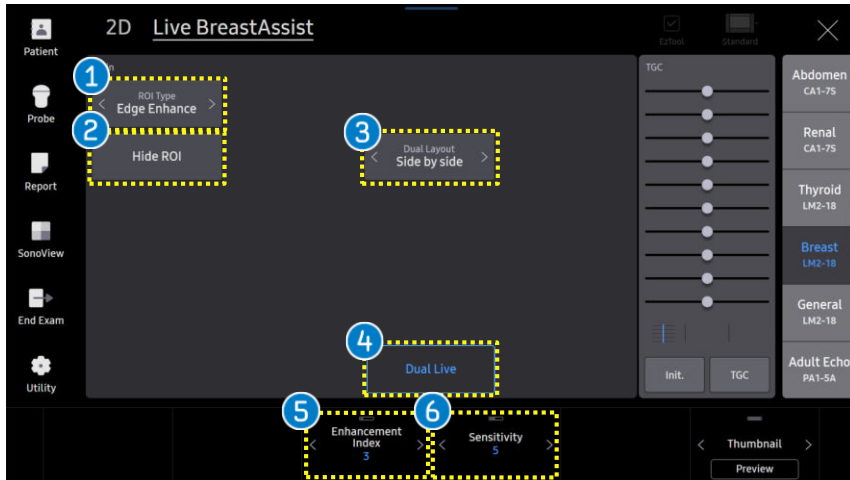 Patient
2D
Live BreastAssist
EzTool
Standard
Probe
Report
SonoView
End Exam
Utility
1
ROI Type
Edge Enhance
2
Hide ROI
3
Dual Layout
Side by side
4
Dual Live
TGC
Init.
TGC
Abdomen
CA1-7S
Renal
CA1-7S
Thyroid
LM2-18
Breast
LM2-18
General
LM2-18
Adult Echo
PA1-5A
5
Enhancement
Index
3
6
Sensitivity
5
Thumbnail
Preview